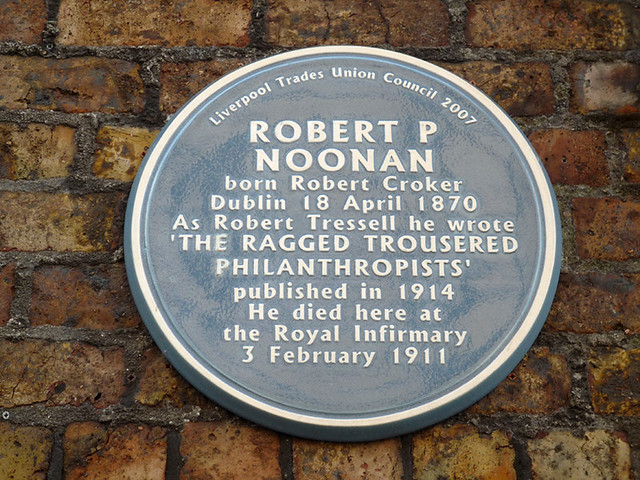 Liverpool Trades Union Council 2007
ROBERT P
NOONAN
born Robert Croker
Dublin 18 April 1870
As Robert Tressell he wrote
'THE RAGGED TROUSERED
PHILANTHROPISTS'
published in 1914
He died here at
the Royal Infirmary
3 February 1911